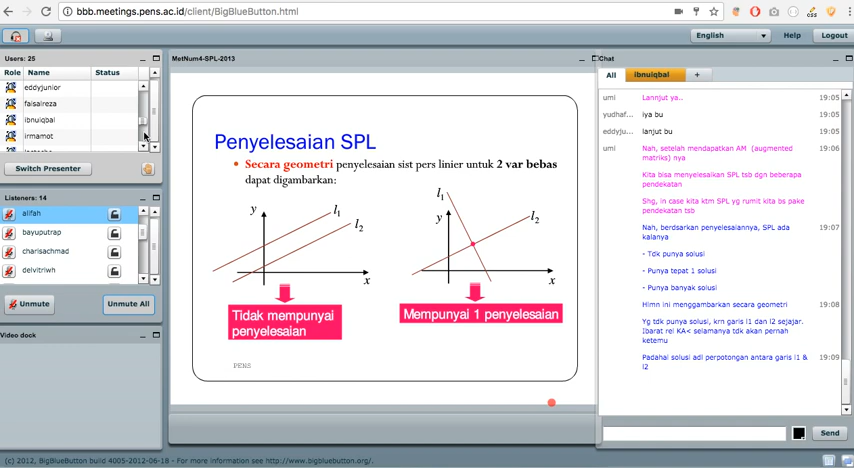 bbb.meetings.pens.ac.id/client/BigBlueButton.html
English
Help
Logout
Users: 25
Role Name Status
eddyjunior
faisalreza
ibnuiqbal
irmamot
Switch Presenter
Listeners: 14
alifah
bayuputrap
charisachmad
delvitriwh
Unmute
Unmute All
Video dock
MetNum4-SPL-2013
Penyelesaian SPL
• Secara geometri penyelesaian sist pers linier untuk 2 var bebas
dapat digambarkan:
y
l₁
l₂
x
Tidak mempunyai
penyelesaian
l₁
y
l₂
x
Mempunyai 1 penyelesaian
PENS
Chat
All ibnuiqbal +
umi Lannjut ya.. 19:05
yudhaf... iya bu 19:05
eddyju... lanjut bu 19:05
umi Nah, setelah mendapatkan AM (augmented 19:06
matriks) nya
Kita bisa menyelesaikan SPL tsb dgn beberapa
pendekatan
Shg, in case kita ktm SPL yg rumit kita bs pake
pendekatan tsb
Nah, berdsarkan penyelesaiannya, SPL ada 19:07
kalanya
- Tdk punya solusi
- Punya tepat 1 solusi
- Punya banyak solusi
Himn ini menggambarkan secara geometri 19:08
Yg tdk punya solusi, krn garis l1 dan l2 sejajar.
Ibarat rel KA< selamanya tdk akan pernah
ketemu
Padahal solusi adl perpotongan antara garis l1 & 19:09
l2
Send
(c) 2012, BigBlueButton build 4005-2012-06-18 - For more information see http://www.bigbluebutton.org/.